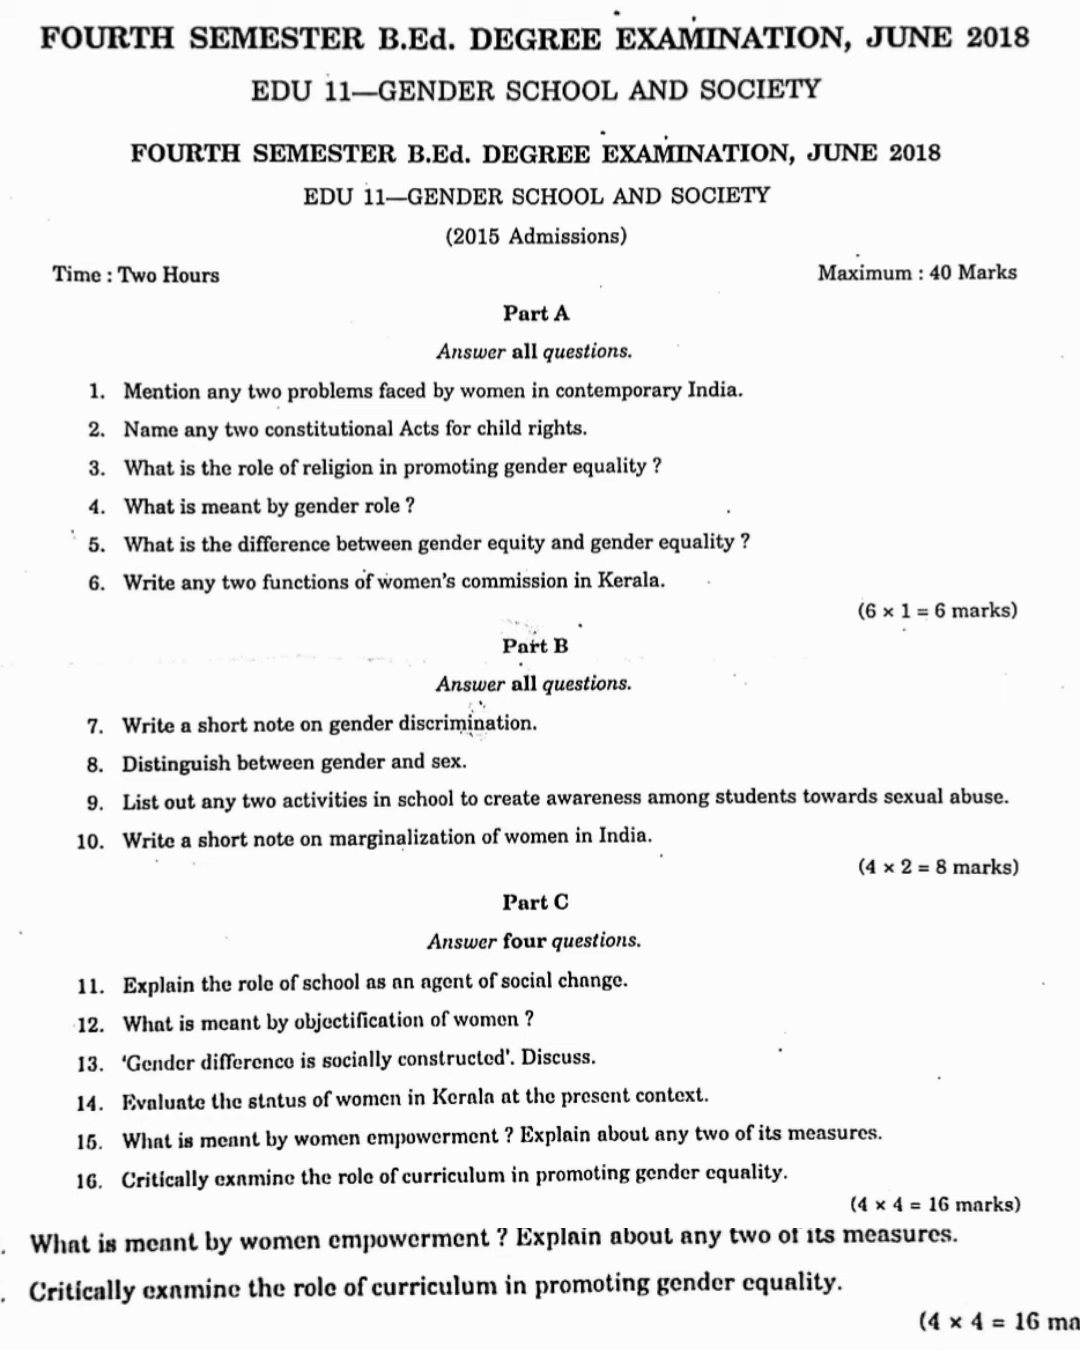 FOURTH SEMESTER B.Ed. DEGREE EXAMINATION, JUNE 2018
EDU 11—GENDER SCHOOL AND SOCIETY
FOURTH SEMESTER B.Ed. DEGREE EXAMINATION, JUNE 2018
EDU 11—GENDER SCHOOL AND SOCIETY
(2015 Admissions)
Time : Two Hours Maximum : 40 Marks
Part A
Answer all questions.
1. Mention any two problems faced by women in contemporary India.
2. Name any two constitutional Acts for child rights.
3. What is the role of religion in promoting gender equality ?
4. What is meant by gender role ?
5. What is the difference between gender equity and gender equality ?
6. Write any two functions of women's commission in Kerala.
(6 × 1 = 6 marks)
Part B
Answer all questions.
7. Write a short note on gender discrimination.
8. Distinguish between gender and sex.
9. List out any two activities in school to create awareness among students towards sexual abuse.
10. Write a short note on marginalization of women in India.
(4 × 2 = 8 marks)
Part C
Answer four questions.
11. Explain the role of school as an agent of social change.
12. What is meant by objectification of women ?
13. 'Gender difference is socially constructed'. Discuss.
14. Evaluate the status of women in Kerala at the present context.
15. What is meant by women empowerment ? Explain about any two of its measures.
16. Critically examine the role of curriculum in promoting gender equality.
(4 × 4 = 16 marks)
. What is meant by women empowerment ? Explain about any two of its measures.
. Critically examine the role of curriculum in promoting gender equality.
(4 × 4 = 16 ma